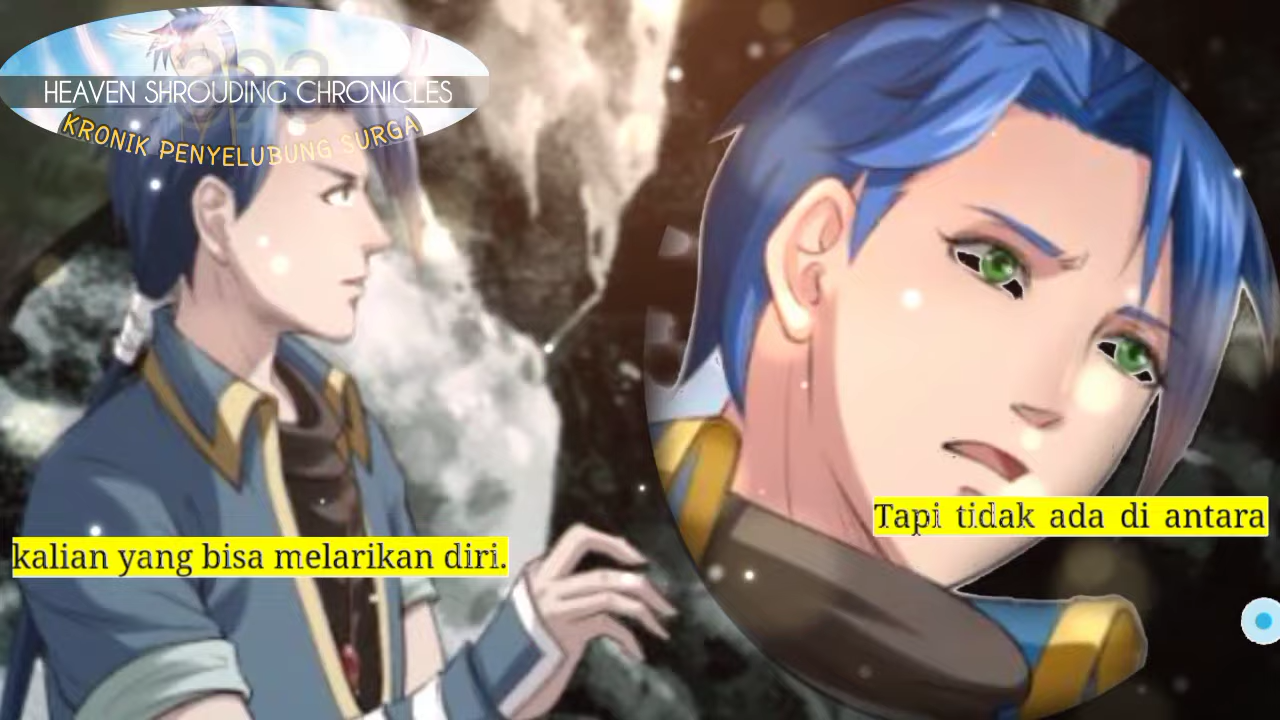 HEAVEN SHROUDING CHRONICLES
KRONIK PENYELUBUNG SURGA
Tapi tidak ada di antara
kalian yang bisa melarikan diri.